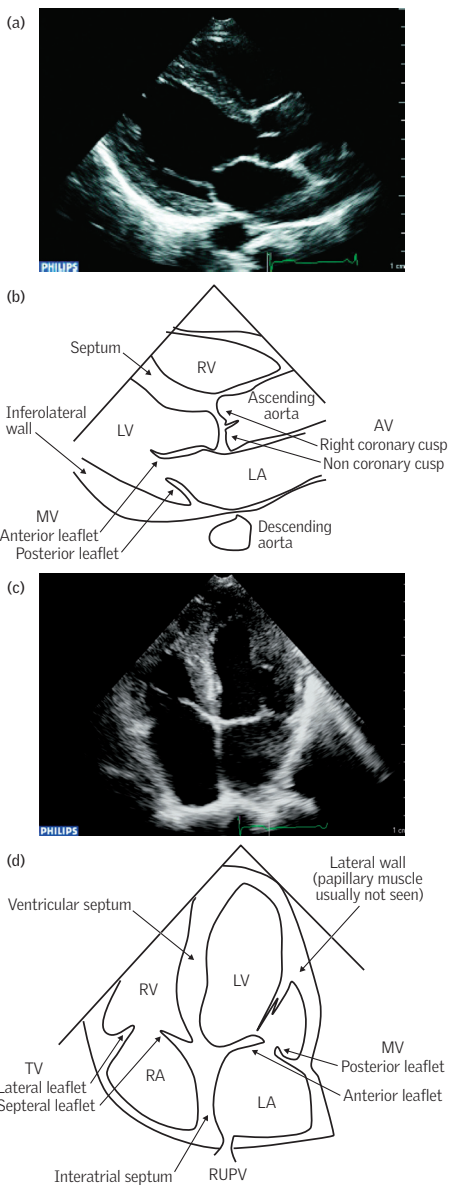 (a)
PHILIPS
1 cm
(b)
Septum
RV
Ascending
aorta
Inferolateral
wall
LV
AV
Right coronary cusp
Non coronary cusp
LA
MV
Anterior leaflet
Posterior leaflet
Descending
aorta
(c)
PHILIPS
1 cm
(d)
Lateral wall
(papillary muscle
usually not seen)
Ventricular septum
LV
RV
TV
Lateral leaflet
Septeral leaflet
RA
MV
Posterior leaflet
Anterior leaflet
LA
Interatrial septum
RUPV